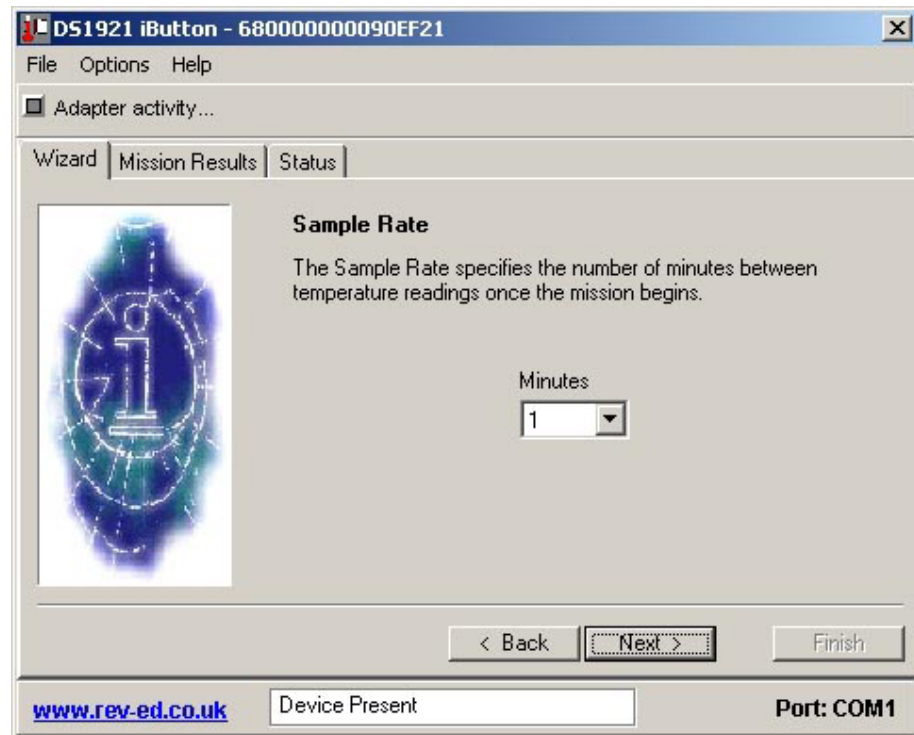 DS1921 iButton - 680000000090EF21
File Options Help
Adapter activity...
Wizard Mission Results Status
Sample Rate
The Sample Rate specifies the number of minutes between
temperature readings once the mission begins.
Minutes
1
< Back Next > Finish
www.rev-ed.co.uk Device Present Port: COM1